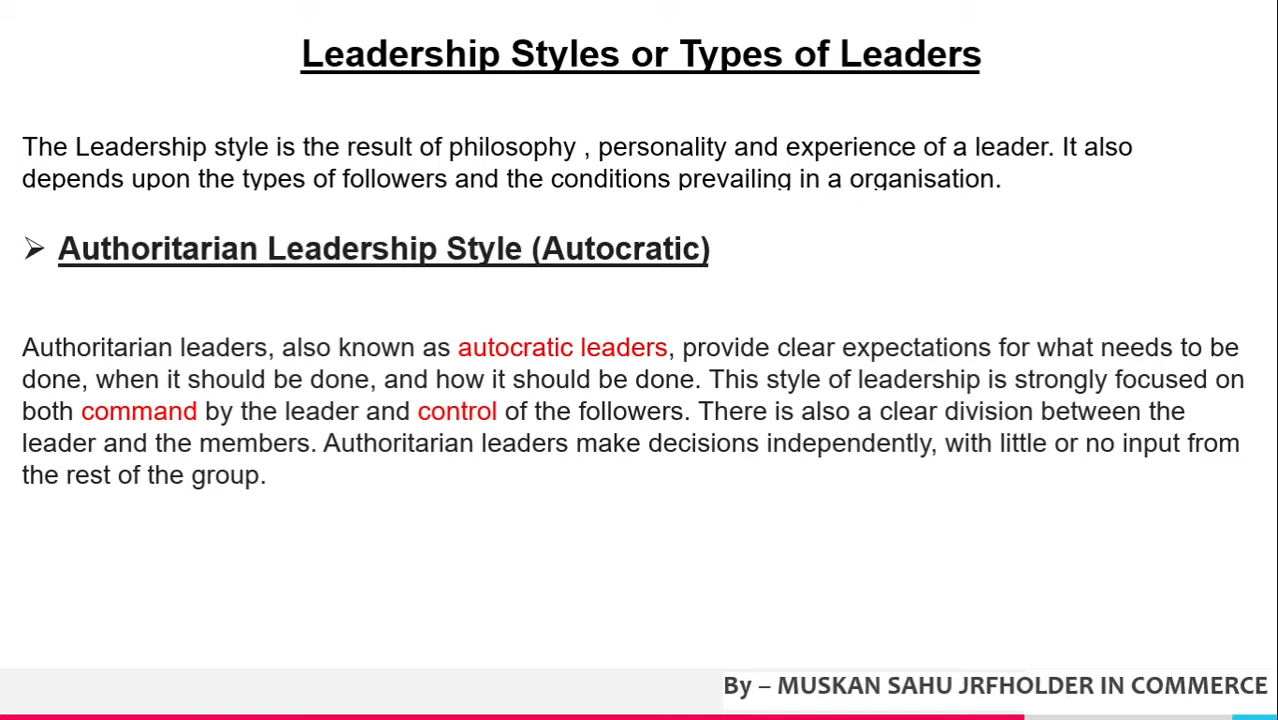 Leadership Styles or Types of Leaders
The Leadership style is the result of philosophy , personality and experience of a leader. It also
depends upon the types of followers and the conditions prevailing in a organisation.
➢ Authoritarian Leadership Style (Autocratic)
Authoritarian leaders, also known as autocratic leaders, provide clear expectations for what needs to be
done, when it should be done, and how it should be done. This style of leadership is strongly focused on
both command by the leader and control of the followers. There is also a clear division between the
leader and the members. Authoritarian leaders make decisions independently, with little or no input from
the rest of the group.
By – MUSKAN SAHU JRFHOLDER IN COMMERCE